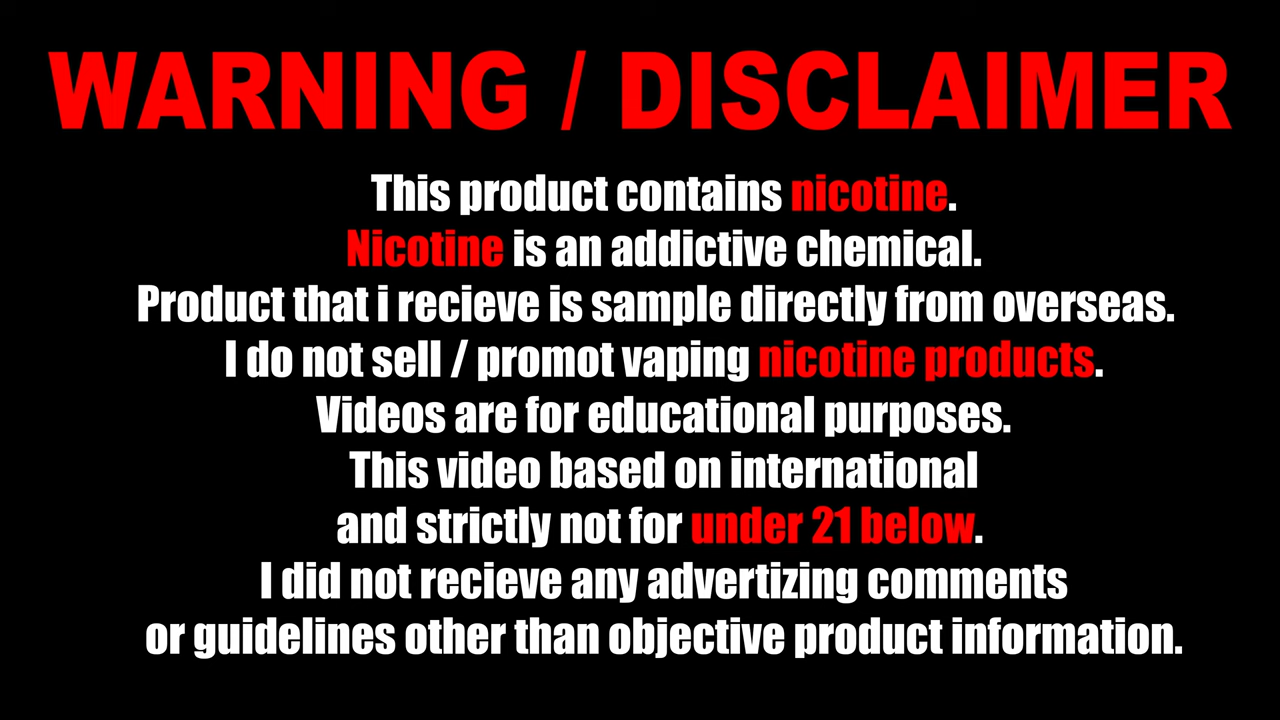 WARNING / DISCLAIMER
This product contains nicotine.
Nicotine is an addictive chemical.
Product that i recieve is sample directly from overseas.
I do not sell / promot vaping nicotine products.
Videos are for educational purposes.
This video based on international
and strictly not for under 21 below.
I did not recieve any advertizing comments
or guidelines other than objective product information.